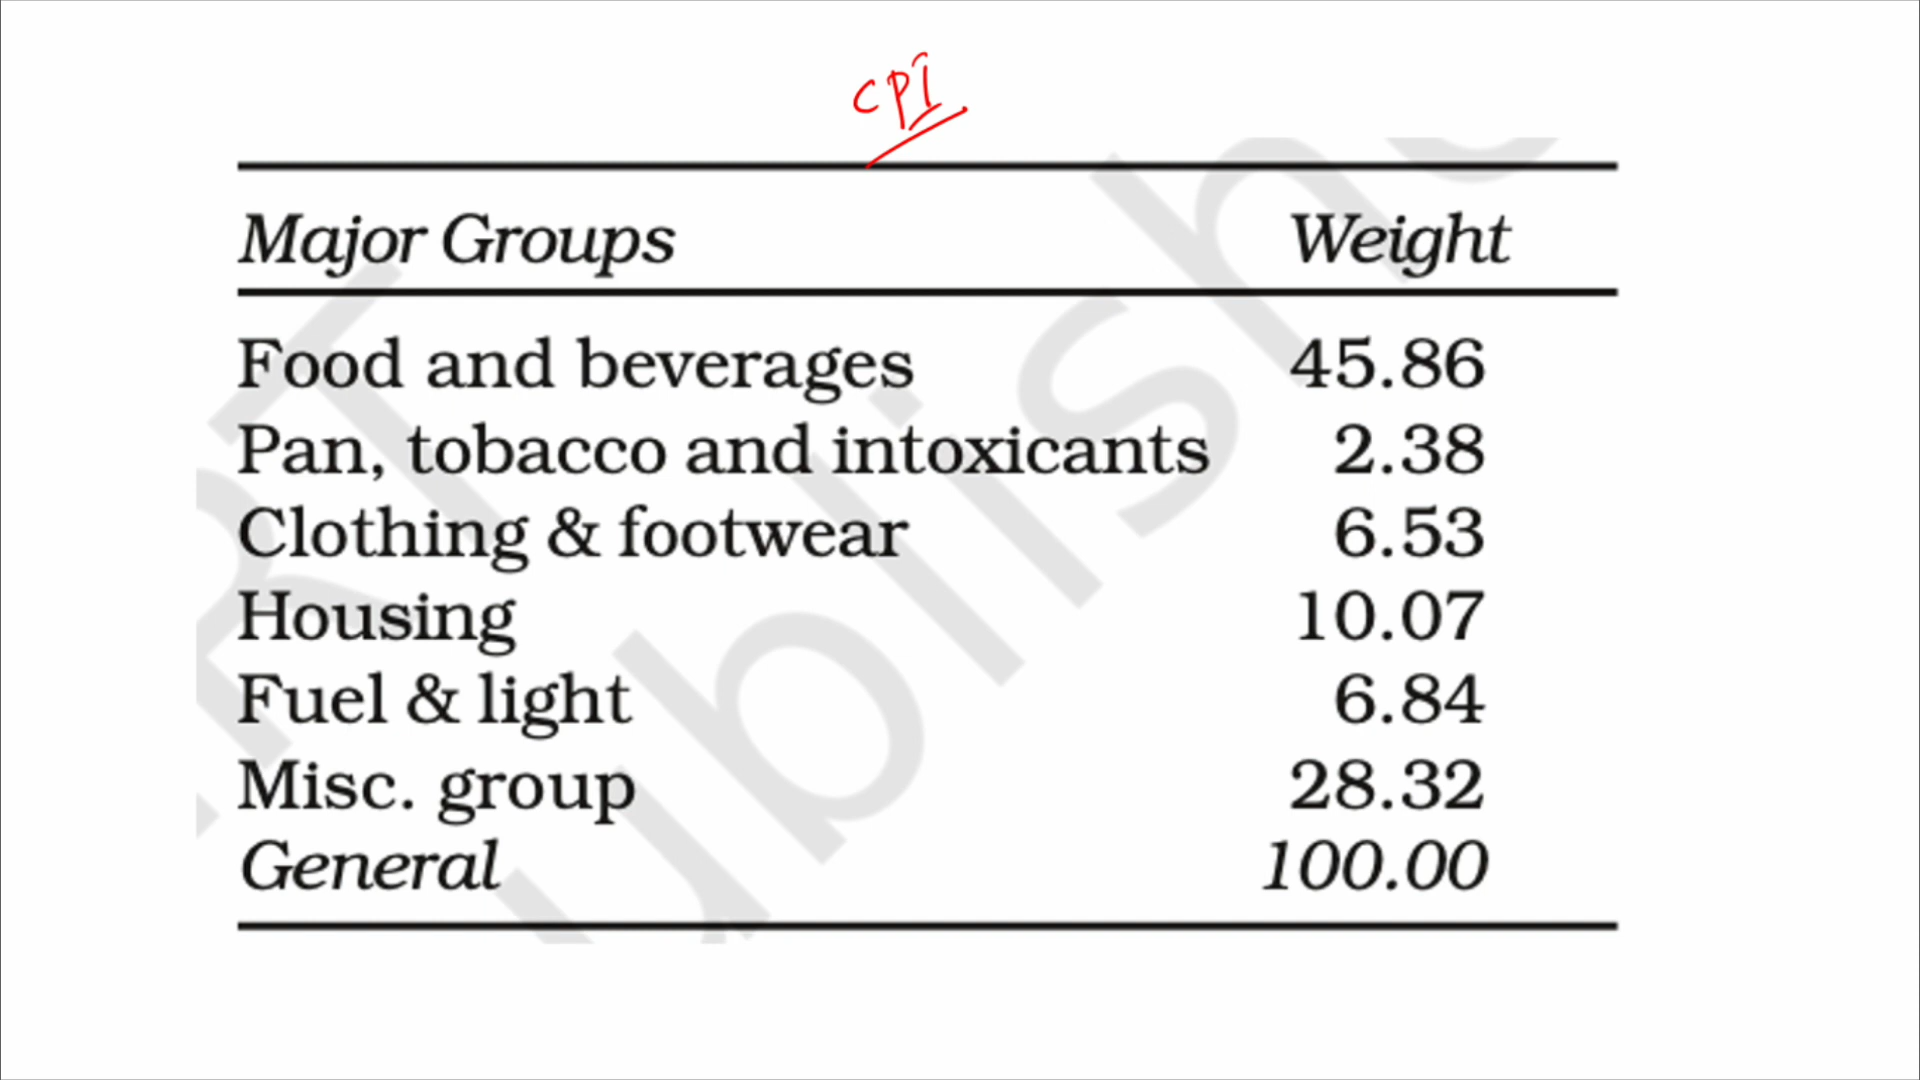 CPI
Major Groups Weight
Food and beverages 45.86
Pan, tobacco and intoxicants 2.38
Clothing & footwear 6.53
Housing 10.07
Fuel & light 6.84
Misc. group 28.32
General 100.00